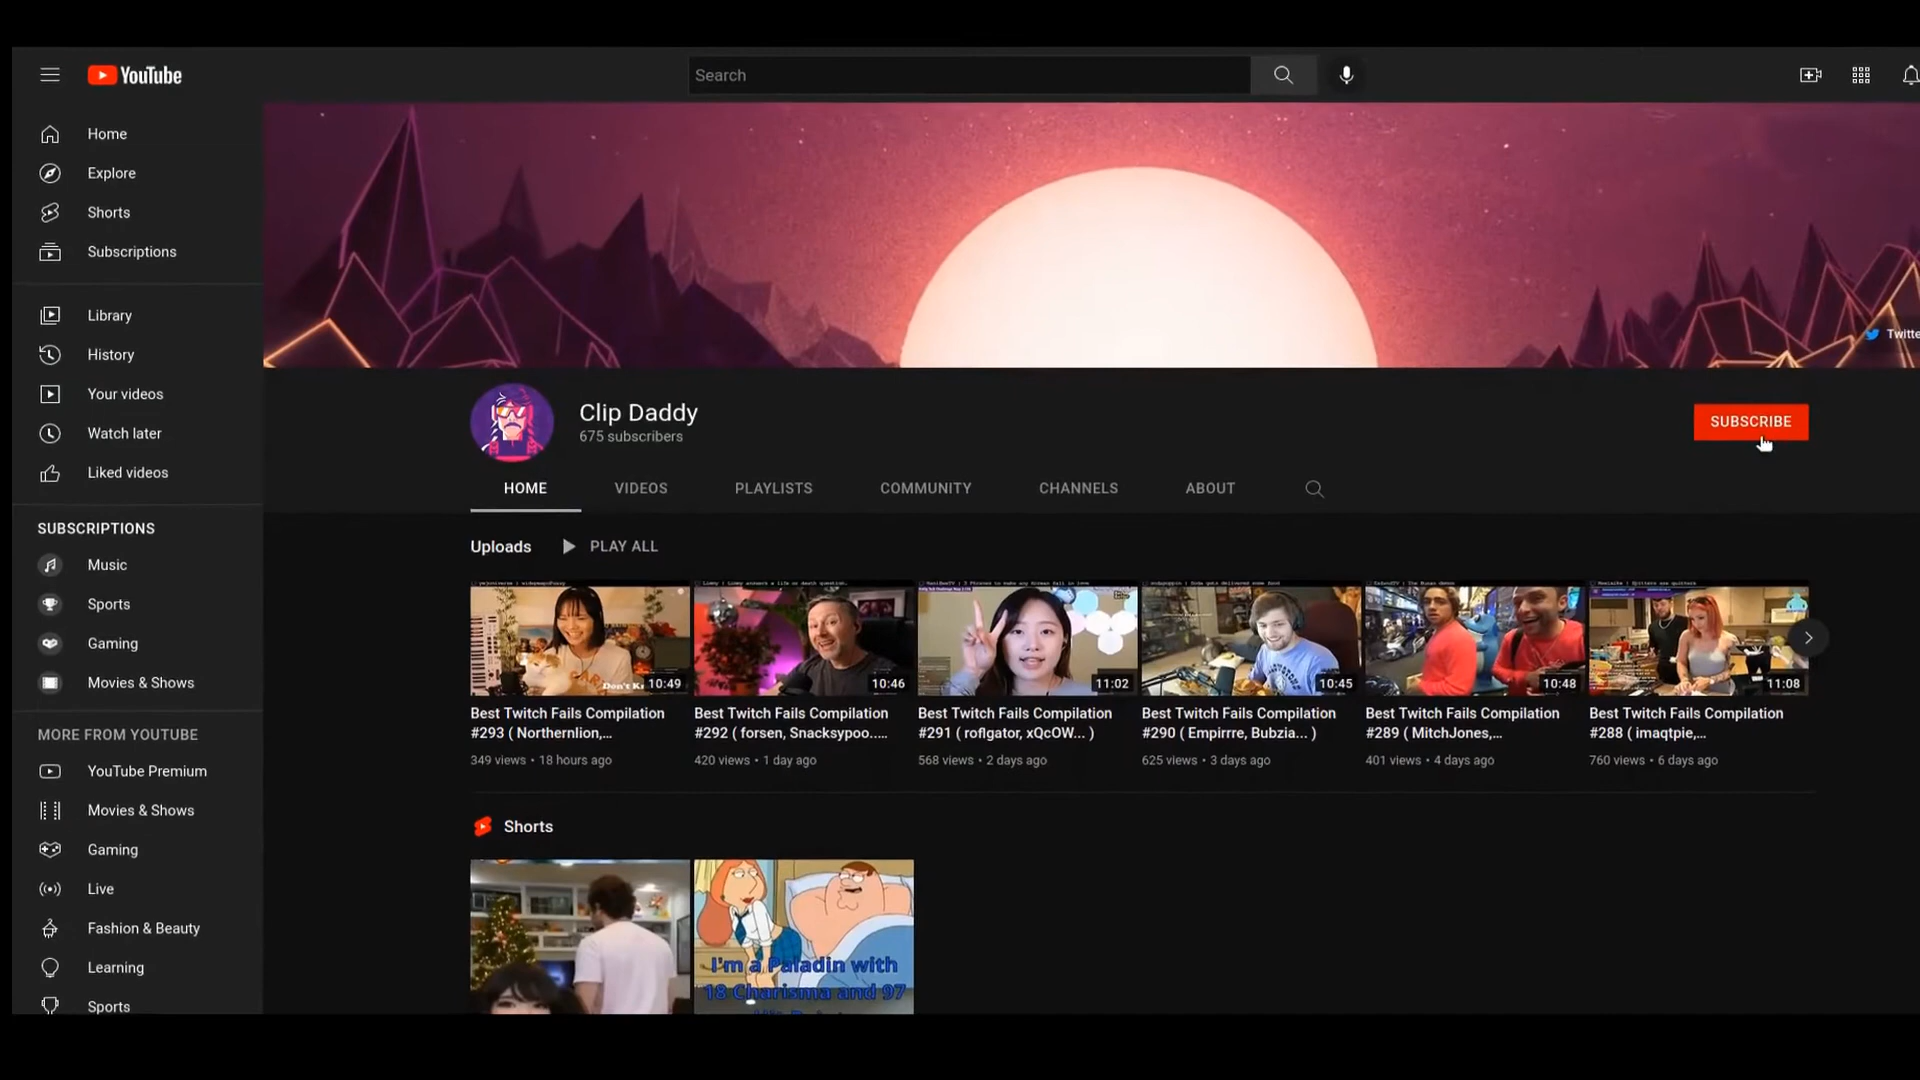 YouTube
Search
Home
Explore
Shorts
Subscriptions
Library
History
Your videos
Watch later
Liked videos
SUBSCRIPTIONS
Music
Sports
Gaming
Movies & Shows
MORE FROM YOUTUBE
YouTube Premium
Movies & Shows
Gaming
Live
Fashion & Beauty
Learning
Sports
Twitte
Clip Daddy
675 subscribers
SUBSCRIBE
HOME VIDEOS PLAYLISTS COMMUNITY CHANNELS ABOUT
Uploads PLAY ALL
10:49 10:46 11:02 10:45 10:48 11:08
Best Twitch Fails Compilation
#293 ( Northernlion,...
349 views • 18 hours ago
Best Twitch Fails Compilation
#292 ( forsen, Snacksypoo.....
420 views • 1 day ago
Best Twitch Fails Compilation
#291 ( roflgator, xQcOW... )
568 views • 2 days ago
Best Twitch Fails Compilation
#290 ( Empirrre, Bubzia... )
625 views • 3 days ago
Best Twitch Fails Compilation
#289 ( MitchJones,...
401 views • 4 days ago
Best Twitch Fails Compilation
#288 ( imaqtpie,...
760 views • 6 days ago
Shorts
I'm a Paladin with
18 Charisma and 97